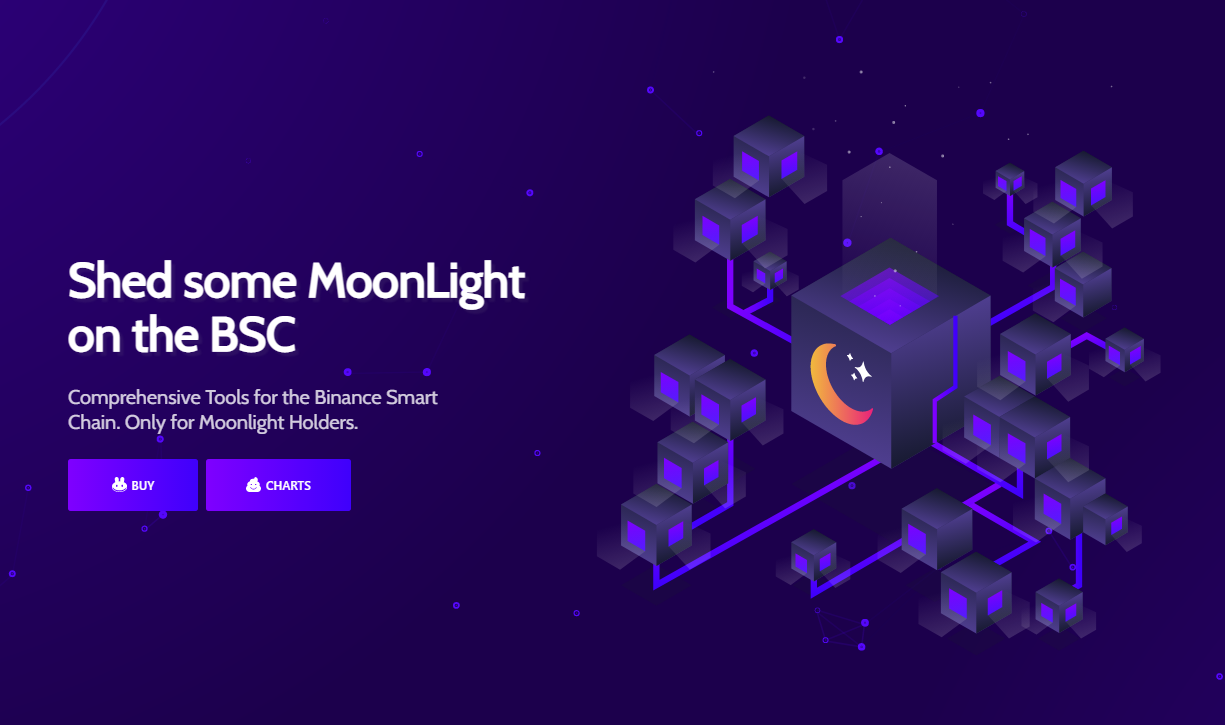 Shed some MoonLight
on the BSC
Comprehensive Tools for the Binance Smart
Chain. Only for Moonlight Holders.
BUY
CHARTS